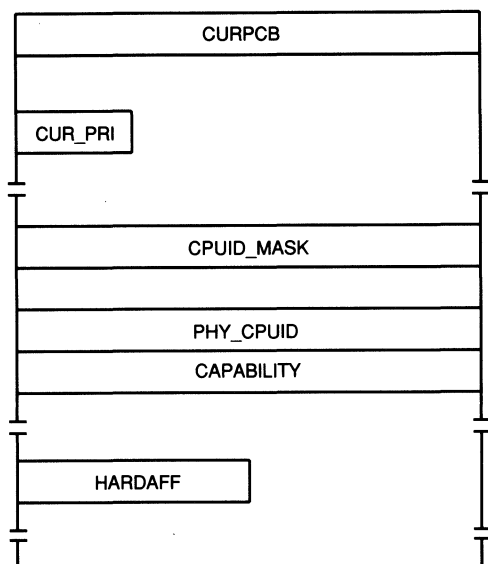 CURPCB
CUR_PRI
CPUID_MASK
PHY_CPUID
CAPABILITY
HARDAFF